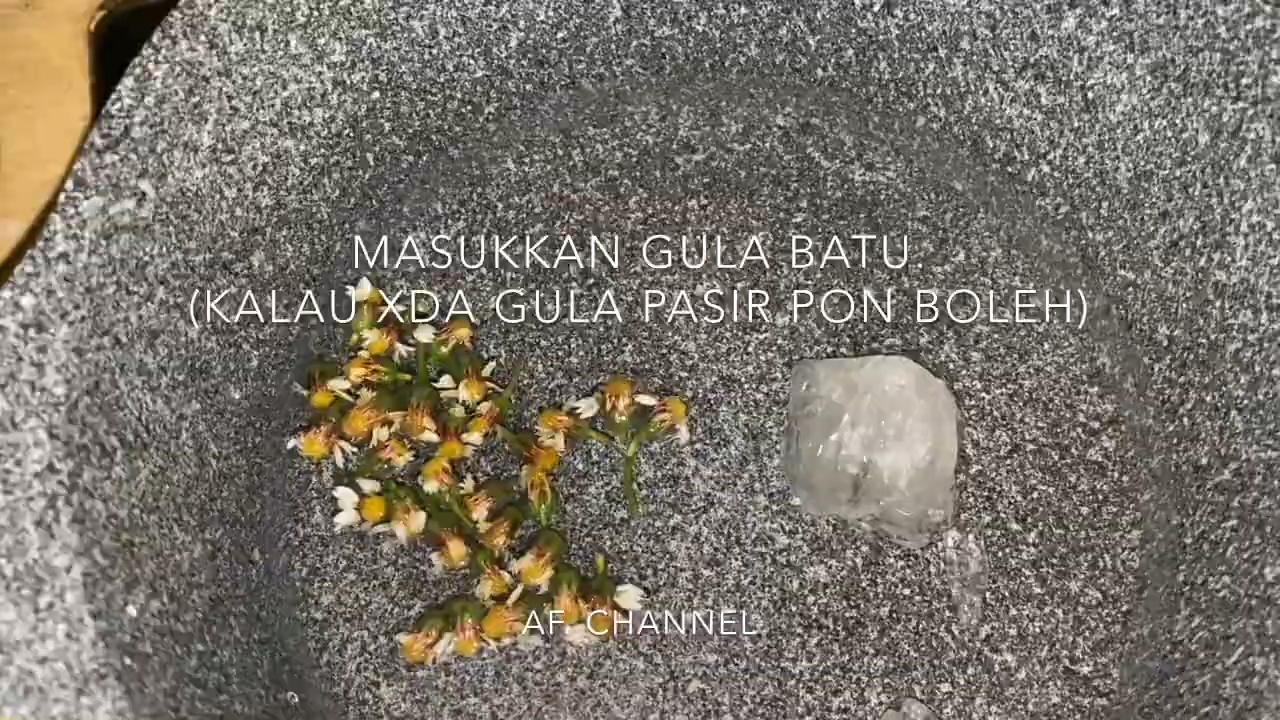 MASUKKAN GULA BATU.
(KALAU XDA GULA PASIR PON BOLEH)
AF CHANNEL